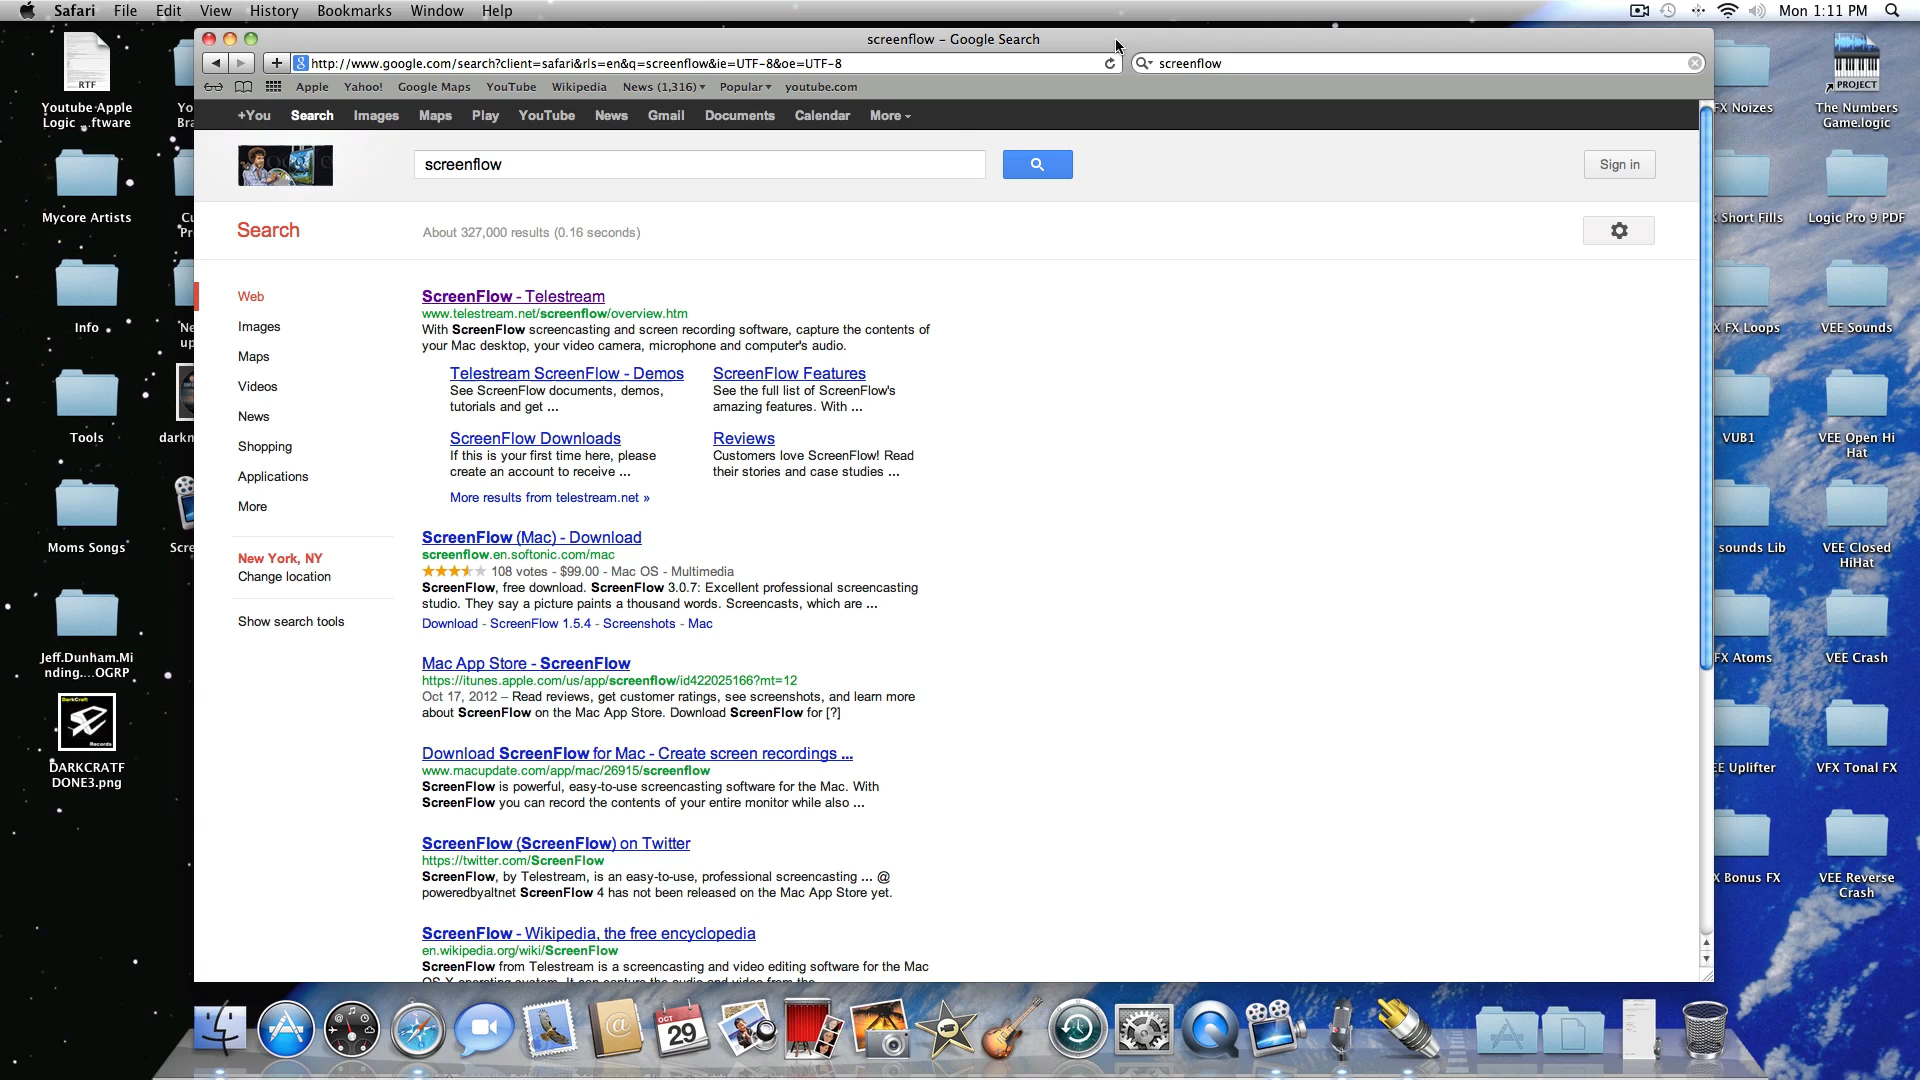 Safari File Edit View History Bookmarks Window Help
Mon 1:11 PM
screenflow – Google Search
http://www.google.com/search?client=safari&rls=en&q=screenflow&ie=UTF-8&oe=UTF-8
screenflow
Apple Yahoo! Google Maps YouTube Wikipedia News (1,316) Popular youtube.com
+You Search Images Maps Play YouTube News Gmail Documents Calendar More
screenflow
Sign in
Search
About 327,000 results (0.16 seconds)
Web
Images
Maps
Videos
News
Shopping
Applications
More
New York, NY
Change location
Show search tools
ScreenFlow - Telestream
www.telestream.net/screenflow/overview.htm
With ScreenFlow screencasting and screen recording software, capture the contents of
your Mac desktop, your video camera, microphone and computer's audio.
Telestream ScreenFlow - Demos
See ScreenFlow documents, demos,
tutorials and get ...
ScreenFlow Features
See the full list of ScreenFlow's
amazing features. With ...
ScreenFlow Downloads
If this is your first time here, please
create an account to receive ...
Reviews
Customers love ScreenFlow! Read
their stories and case studies ...
More results from telestream.net »
ScreenFlow (Mac) - Download
screenflow.en.softonic.com/mac
108 votes - $99.00 - Mac OS - Multimedia
ScreenFlow, free download. ScreenFlow 3.0.7: Excellent professional screencasting
studio. They say a picture paints a thousand words. Screencasts, which are ...
Download - ScreenFlow 1.5.4 - Screenshots - Mac
Mac App Store - ScreenFlow
https://itunes.apple.com/us/app/screenflow/id422025166?mt=12
Oct 17, 2012 – Read reviews, get customer ratings, see screenshots, and learn more
about ScreenFlow on the Mac App Store. Download ScreenFlow for [?]
Download ScreenFlow for Mac - Create screen recordings ...
www.macupdate.com/app/mac/26915/screenflow
ScreenFlow is powerful, easy-to-use screencasting software for the Mac. With
ScreenFlow you can record the contents of your entire monitor while also ...
ScreenFlow (ScreenFlow) on Twitter
https://twitter.com/ScreenFlow
ScreenFlow, by Telestream, is an easy-to-use, professional screencasting ... @
poweredbyaltnet ScreenFlow 4 has not been released on the Mac App Store yet.
ScreenFlow - Wikipedia, the free encyclopedia
en.wikipedia.org/wiki/ScreenFlow
ScreenFlow from Telestream is a screencasting and video editing software for the Mac
RTF
Youtube Apple
Logic ...ftware
Mycore Artists
Info
Tools
Moms Songs
Jeff.Dunham.Mi
nding....OGRP
DarkCraft
Records
DARKCRATF
DONE3.png
Yo
Bra
Cu
Pr
Ne
up
darkn
Scre
FX Noizes
Short Fills
FX Loops
VUB1
sounds Lib
FX Atoms
EE Uplifter
X Bonus FX
PROJECT
The Numbers
Game.logic
Logic Pro 9 PDF
VEE Sounds
VEE Open Hi
Hat
VEE Closed
HiHat
VEE Crash
VFX Tonal FX
VEE Reverse
Crash
OCT
29